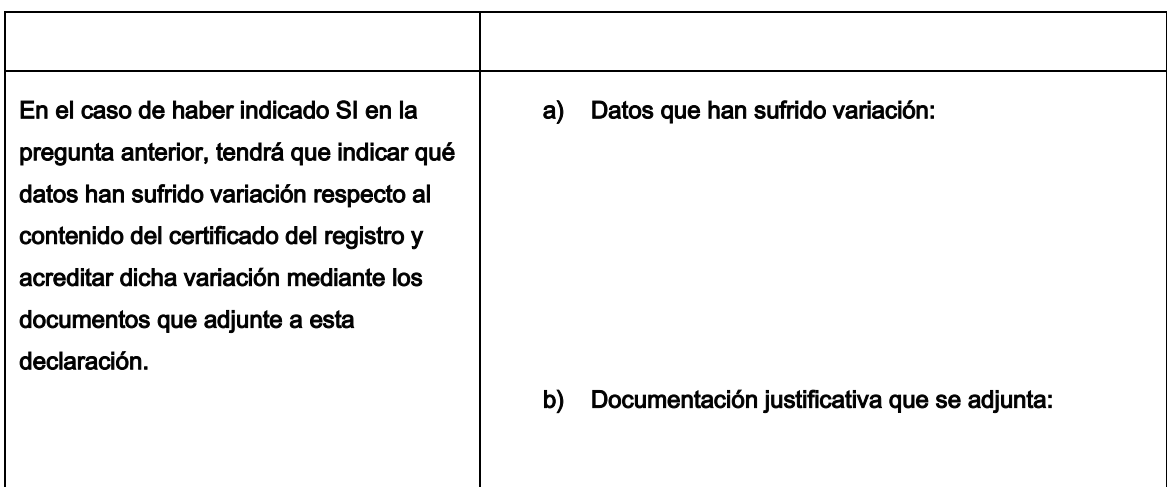 En el caso de haber indicado SI en la
pregunta anterior, tendrá que indicar qué
datos han sufrido variación respecto al
contenido del certificado del registro y
acreditar dicha variación mediante los
documentos que adjunte a esta
declaración.
a) Datos que han sufrido variación:
b) Documentación justificativa que se adjunta: